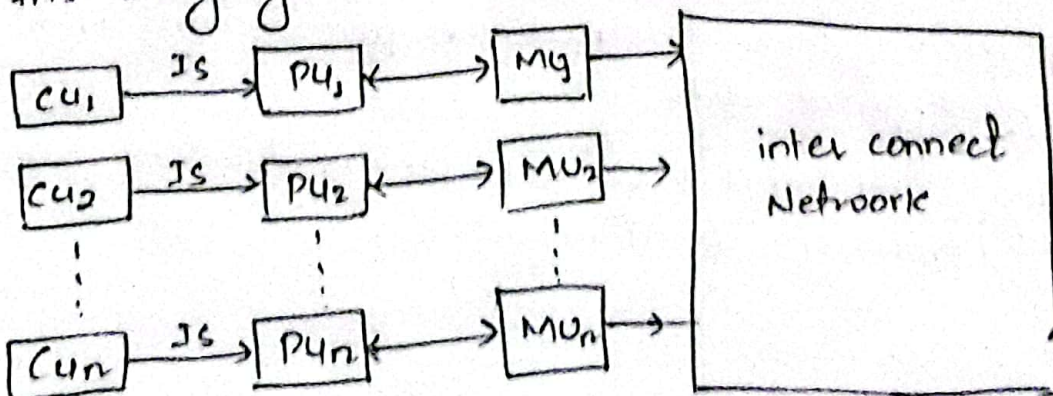 CU1 IS PU1 MU
inter connect
Network
CU2 IS PU2 MU2
CUn IS PUn MUn